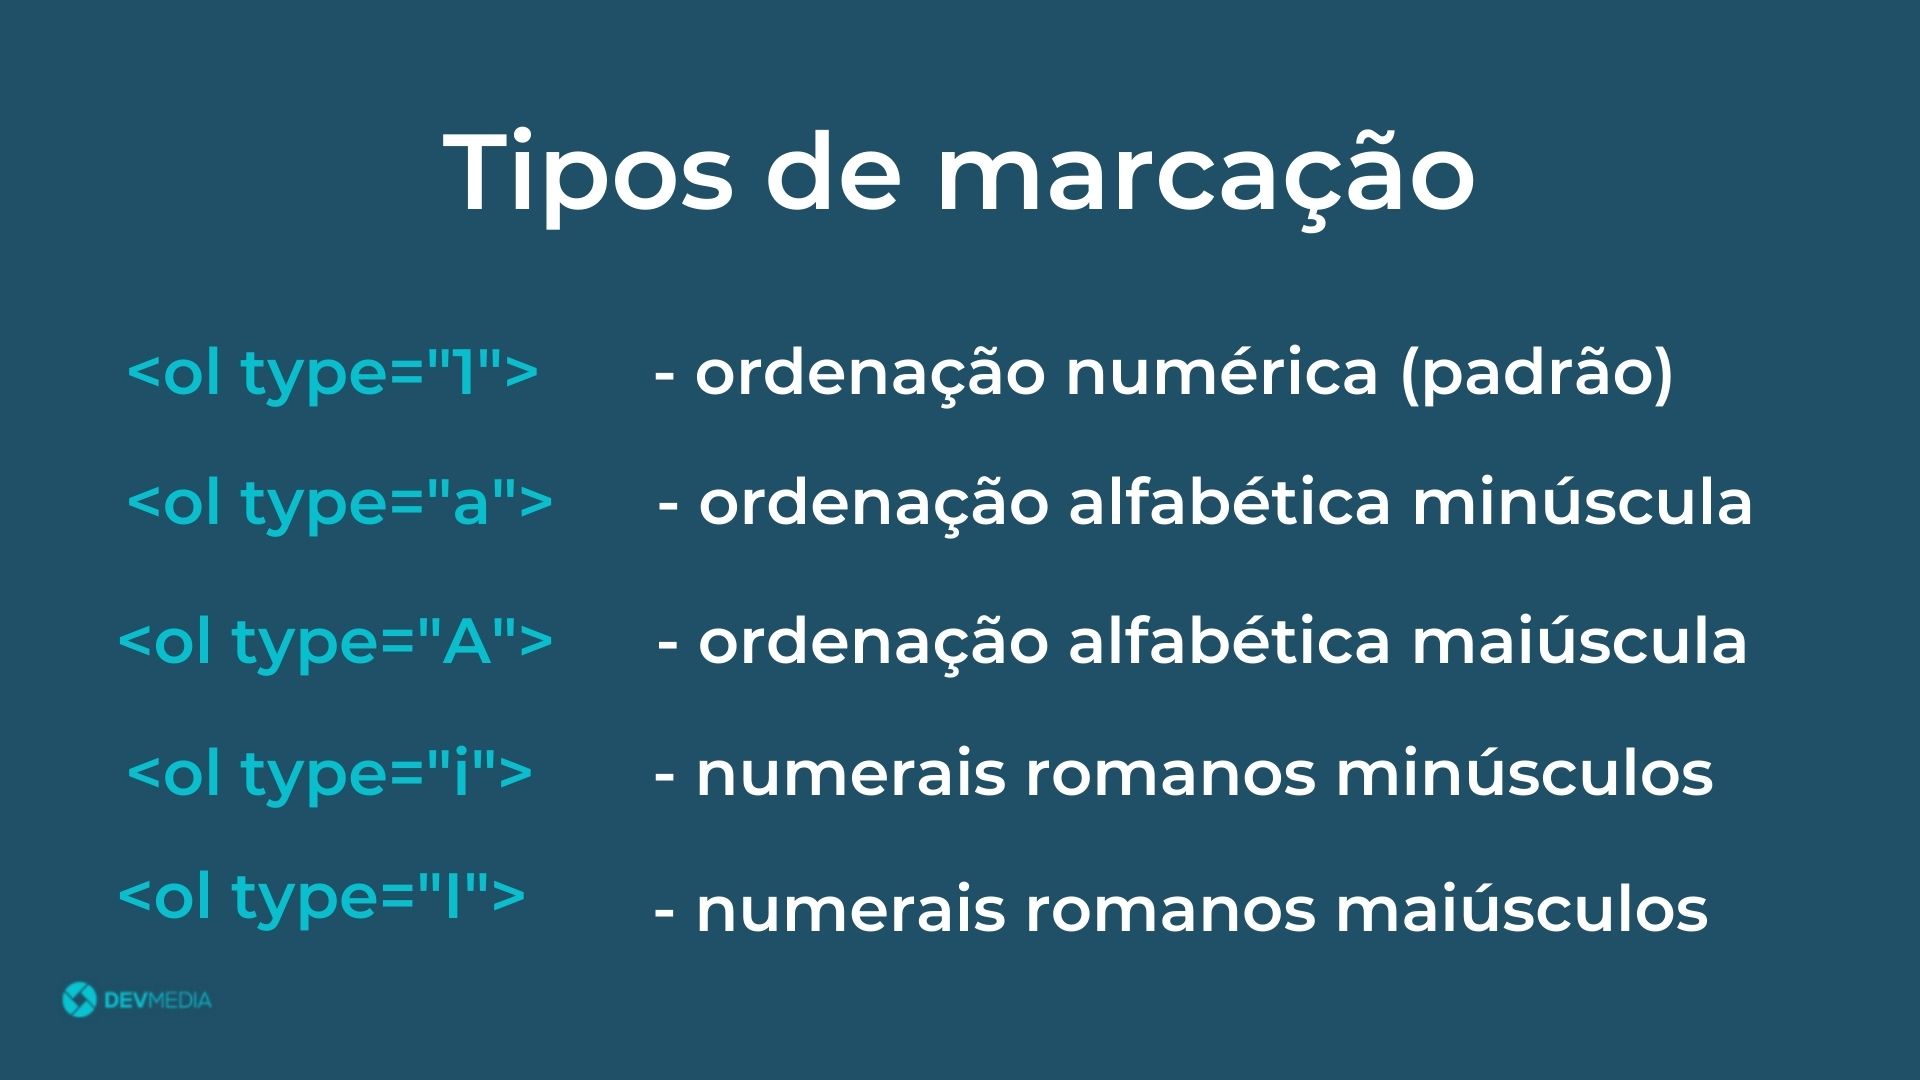 Tipos de marcação
<ol type="1"> - ordenação numérica (padrão)
<ol type="a"> - ordenação alfabética minúscula
<ol type="A"> - ordenação alfabética maiúscula
<ol type="i"> - numerais romanos minúsculos
<ol type="I"> - numerais romanos maiúsculos
DEVMEDIA